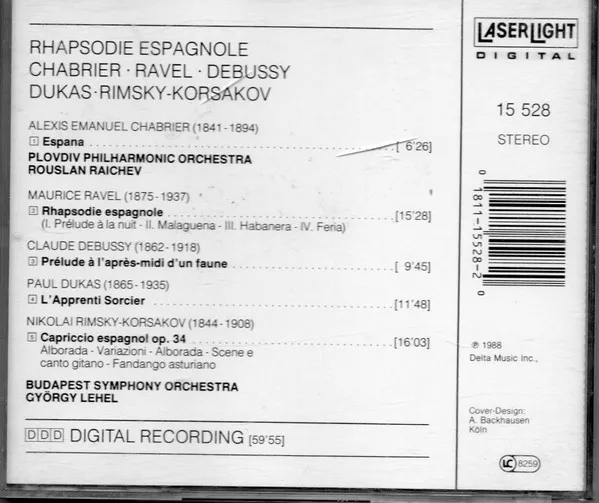 RHAPSODIE ESPAGNOLE
CHABRIER · RAVEL · DEBUSSY
DUKAS · RIMSKY-KORSAKOV
ALEXIS EMANUEL CHABRIER (1841-1894)
1 Espana [ 6'26]
PLOVDIV PHILHARMONIC ORCHESTRA
ROUSLAN RAICHEV
MAURICE RAVEL (1875-1937)
2 Rhapsodie espagnole [15'28]
(I. Prélude à la nuit - II. Malaguena - III. Habanera - IV. Feria)
CLAUDE DEBUSSY (1862-1918)
3 Prélude à l'après-midi d'un faune [ 9'45]
PAUL DUKAS (1865-1935)
4 L'Apprenti Sorcier [11'48]
NIKOLAI RIMSKY-KORSAKOV (1844-1908)
5 Capriccio espagnol op. 34 [16'03]
Alborada - Variazioni - Alborada - Scene e
canto gitano - Fandango asturiano
BUDAPEST SYMPHONY ORCHESTRA
GYÖRGY LEHEL
DDD DIGITAL RECORDING [59'55]
LASERLIGHT
DIGITAL
15 528
STEREO
0 1811-15528-2 0
℗ 1988
Delta Music Inc.,
Cover-Design:
A. Backhausen
Köln
LC 8259